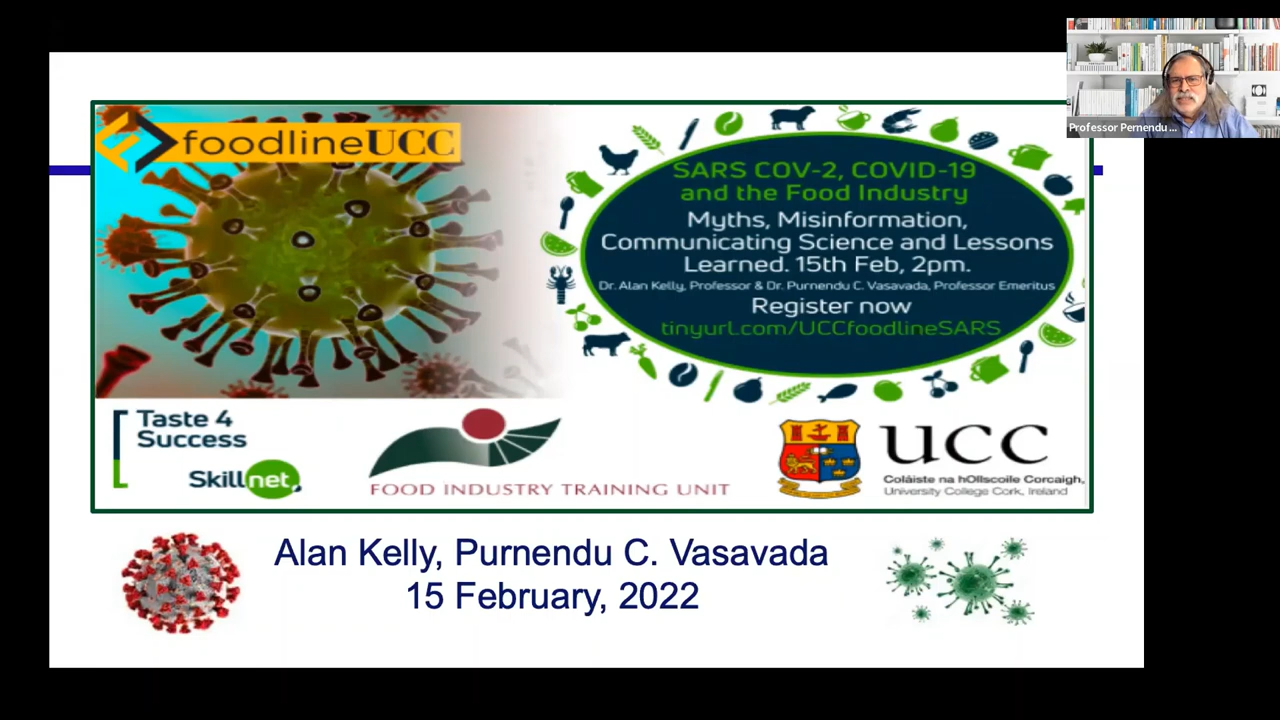 Professor Pernendu ...
foodlineUCC
SARS COV-2, COVID-19
and the Food Industry
Myths, Misinformation,
Communicating Science and Lessons
Learned. 15th Feb, 2pm.
Dr. Alan Kelly, Professor & Dr. Purnendu C. Vasavada, Professor Emeritus
Register now
tinyurl.com/UCCfoodlineSARS
Taste 4
Success
Skillnet
FOOD INDUSTRY TRAINING UNIT
UCC
Coláiste na hOllscoile Corcaigh,
University College Cork, Ireland
Alan Kelly, Purnendu C. Vasavada
15 February, 2022